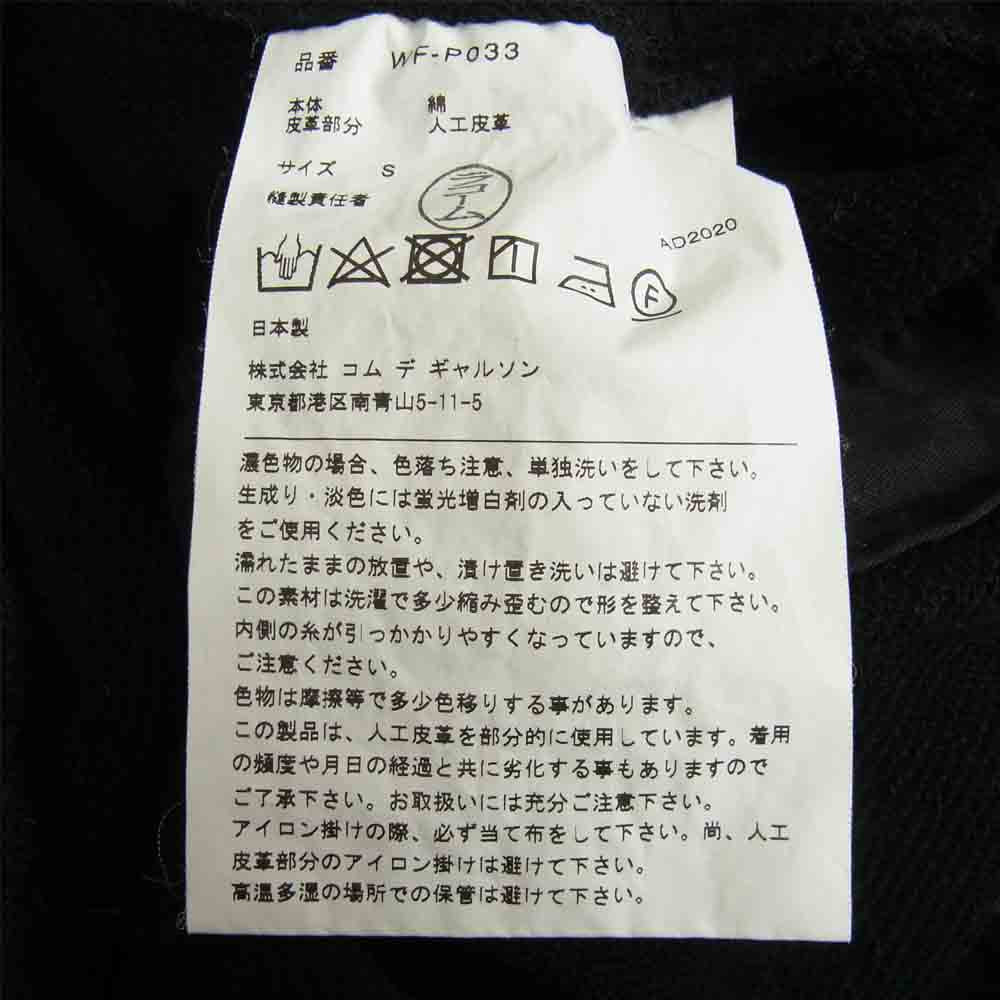 品番 WF-P033
本体 綿
皮革部分 人工皮革
サイズ S
縫製責任者 ラコーム
AD2020
F
日本製
株式会社 コム デ ギャルソン
東京都港区南青山5-11-5
濃色物の場合、色落ち注意、単独洗いをして下さい。
生成り・淡色には蛍光増白剤の入っていない洗剤
をご使用ください。
濡れたままの放置や、漬け置き洗いは避けて下さい。
この素材は洗濯で多少縮み歪むので形を整えて下さい。
内側の糸が引っかかりやすくなっていますので、
ご注意ください。
色物は摩擦等で多少色移りする事があります。
この製品は、人工皮革を部分的に使用しています。着用
の頻度や月日の経過と共に劣化する事もありますので
ご了承下さい。お取扱いには充分ご注意下さい。
アイロン掛けの際、必ず当て布をして下さい。尚、人工
皮革部分のアイロン掛けは避けて下さい。
高温多湿の場所での保管は避けて下さい。